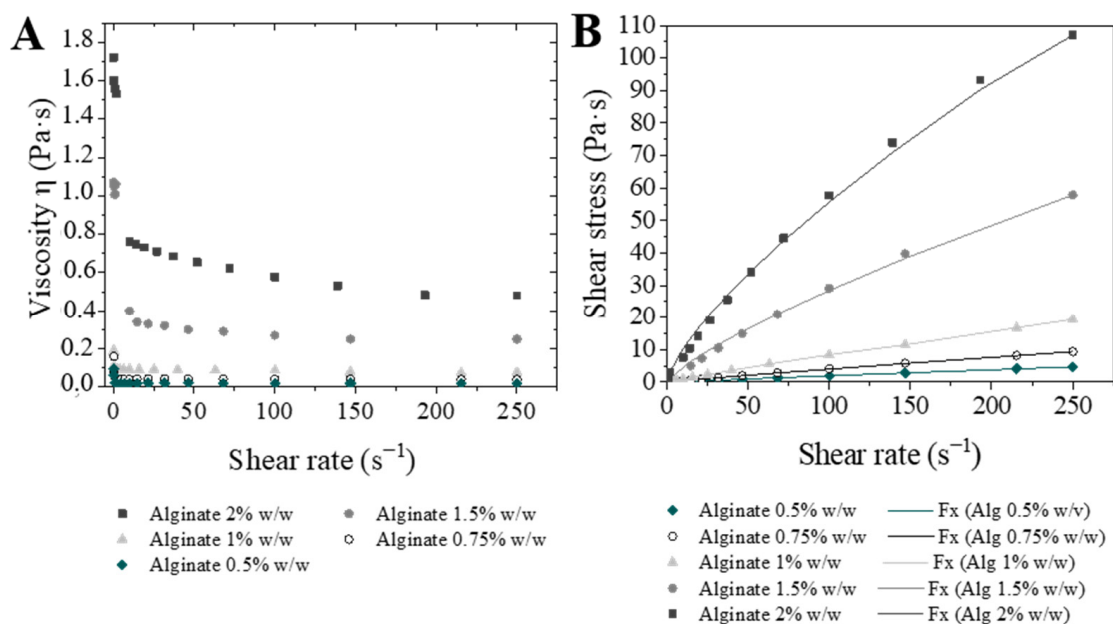 A
Viscosity η (Pa·s)
1.8
1.6
1.4
1.2
1.0
0.8
0.6
0.4
0.2
0.0
0 50 100 150 200 250
Shear rate (s⁻¹)
Alginate 2% w/w Alginate 1.5% w/w
Alginate 1% w/w Alginate 0.75% w/w
Alginate 0.5% w/w
B
Shear stress (Pa·s)
110
100
90
80
70
60
50
40
30
20
10
0
0 50 100 150 200 250
Shear rate (s⁻¹)
Alginate 0.5% w/w Fx (Alg 0.5% w/v)
Alginate 0.75% w/w Fx (Alg 0.75% w/w)
Alginate 1% w/w Fx (Alg 1% w/w)
Alginate 1.5% w/w Fx (Alg 1.5% w/w)
Alginate 2% w/w Fx (Alg 2% w/w)